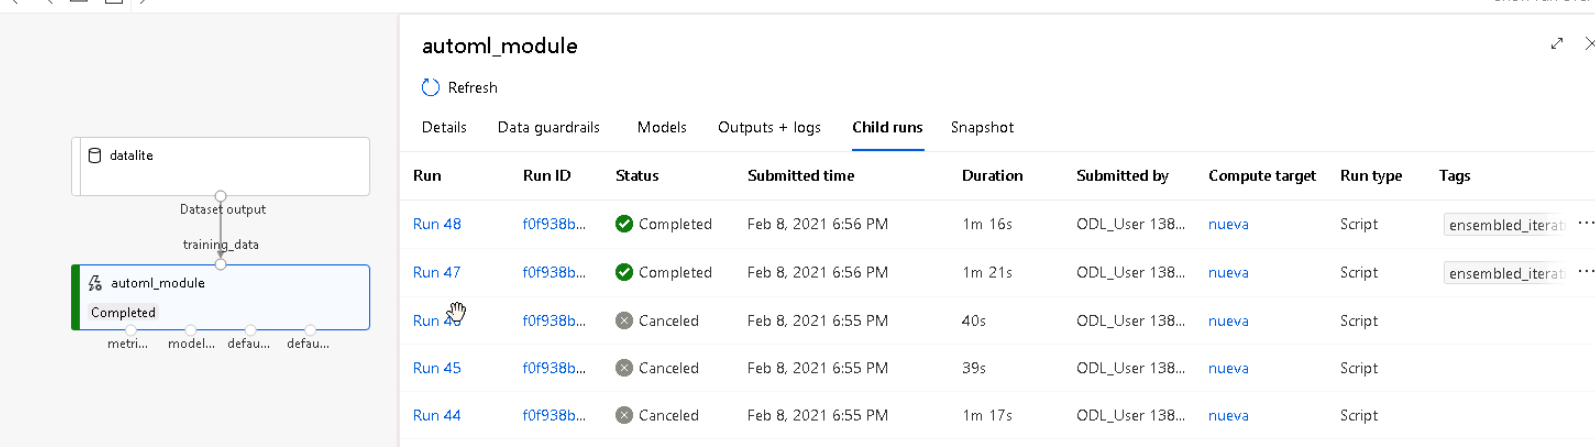 automl_module
Refresh
Details Data guardrails Models Outputs + logs Child runs Snapshot
Run Run ID Status Submitted time Duration Submitted by Compute target Run type Tags
Run 48 f0f938b... Completed Feb 8, 2021 6:56 PM 1m 16s ODL_User 138... nueva Script ensembled_iterati
Run 47 f0f938b... Completed Feb 8, 2021 6:56 PM 1m 21s ODL_User 138... nueva Script ensembled_iterati
Run 46 f0f938b... Canceled Feb 8, 2021 6:55 PM 40s ODL_User 138... nueva Script
Run 45 f0f938b... Canceled Feb 8, 2021 6:55 PM 39s ODL_User 138... nueva Script
Run 44 f0f938b... Canceled Feb 8, 2021 6:55 PM 1m 17s ODL_User 138... nueva Script
datalite
Dataset output
training_data
automl_module
Completed
metri... model... defau... defau...